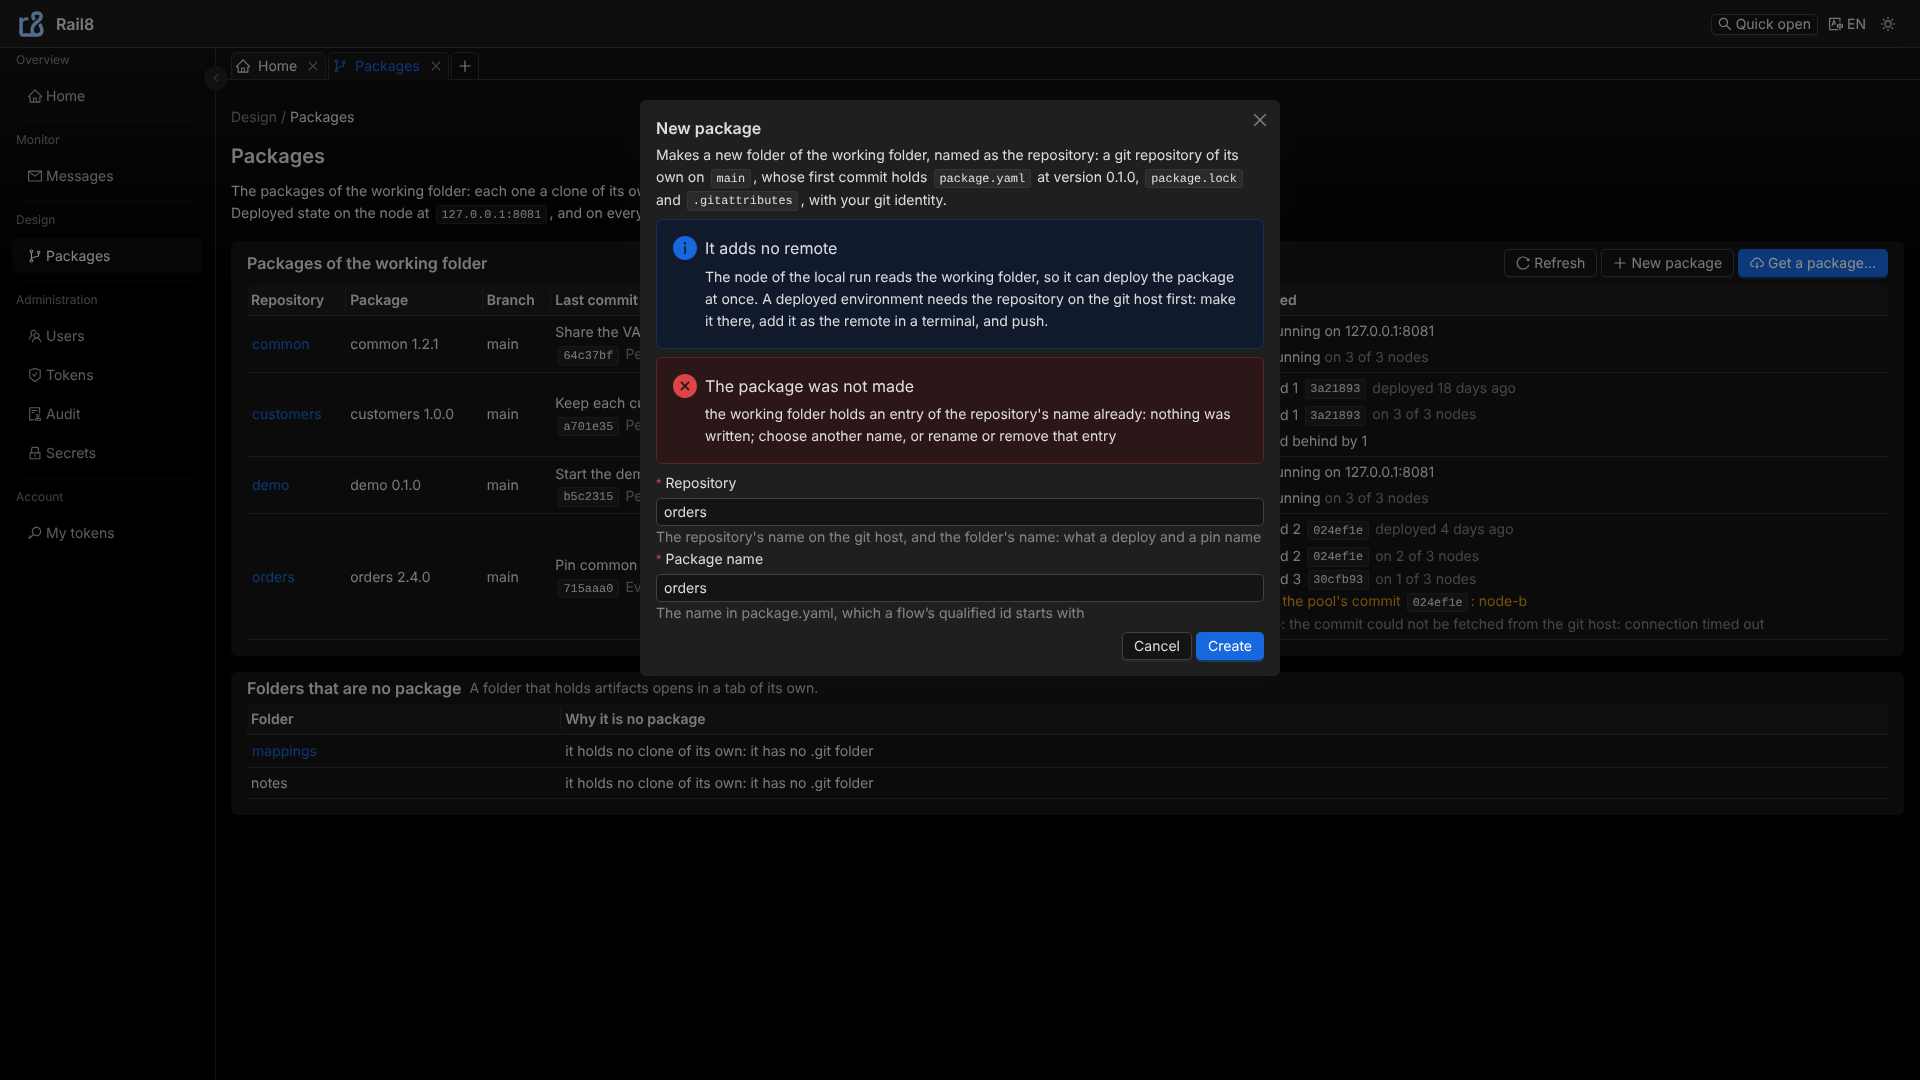 Rail8
Quick open
EN
Overview
Home
Monitor
Messages
Design
Packages
Administration
Users
Tokens
Audit
Secrets
Account
My tokens
Home
Packages
Design / Packages
Packages
The packages of the working folder: each one a clone of its
Deployed state on the node at 127.0.0.1:8081, and on every
Packages of the working folder
Refresh
New package
Get a package...
Repository Package Branch Last commit
common common 1.2.1 main Share the
64c37bf
running on 127.0.0.1:8081
running on 3 of 3 nodes
customers customers 1.0.0 main Keep each
a701e35
1 3a21893 deployed 18 days ago
1 3a21893 on 3 of 3 nodes
behind by 1
demo demo 0.1.0 main Start the
b5c2315
running on 127.0.0.1:8081
running on 3 of 3 nodes
orders orders 2.4.0 main Pin common
715aaa0
2 024ef1e deployed 4 days ago
2 024ef1e on 2 of 3 nodes
3 30cfb93 on 1 of 3 nodes
the pool's commit 024ef1e: node-b
: the commit could not be fetched from the git host: connection timed out
Folders that are no package A folder that holds artifacts opens in a tab of its own.
Folder Why it is no package
mappings it holds no clone of its own: it has no .git folder
notes it holds no clone of its own: it has no .git folder
New package
Makes a new folder of the working folder, named as the repository: a git repository of its
own on main, whose first commit holds package.yaml at version 0.1.0, package.lock
and .gitattributes, with your git identity.
It adds no remote
The node of the local run reads the working folder, so it can deploy the package
at once. A deployed environment needs the repository on the git host first: make
it there, add it as the remote in a terminal, and push.
The package was not made
the working folder holds an entry of the repository's name already: nothing was
written; choose another name, or rename or remove that entry
* Repository
orders
The repository's name on the git host, and the folder's name: what a deploy and a pin name
* Package name
orders
The name in package.yaml, which a flow’s qualified id starts with
Cancel
Create